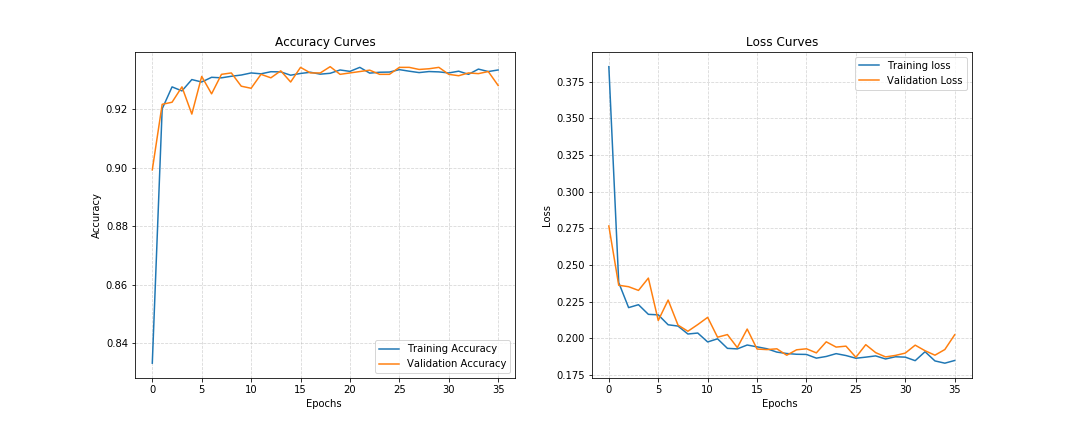 Accuracy Curves
0.92
0.90
0.88
0.86
0.84
Accuracy
0 5 10 15 20 25 30 35
Epochs
Training Accuracy
Validation Accuracy
Loss Curves
0.375
0.350
0.325
0.300
0.275
0.250
0.225
0.200
0.175
Loss
0 5 10 15 20 25 30 35
Epochs
Training loss
Validation Loss